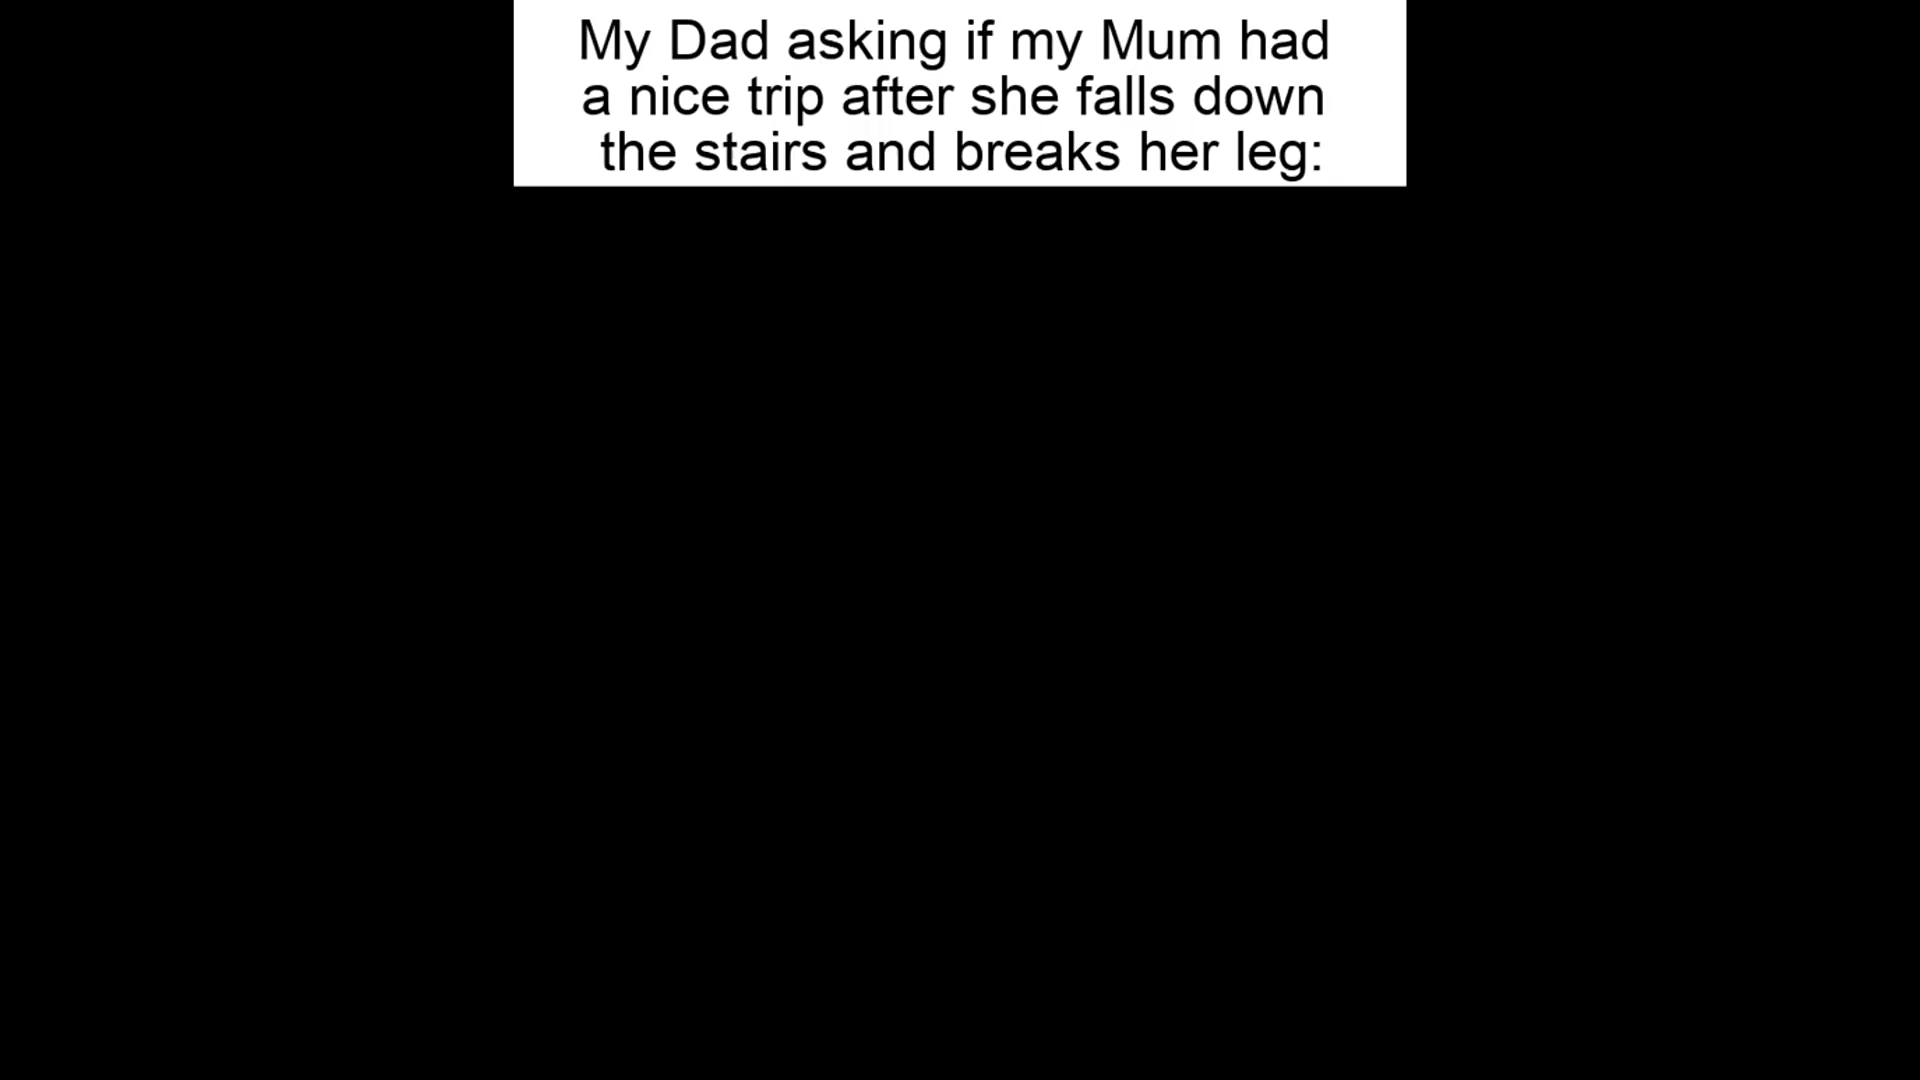 My Dad asking if my Mum had
a nice trip after she falls down
the stairs and breaks her leg: